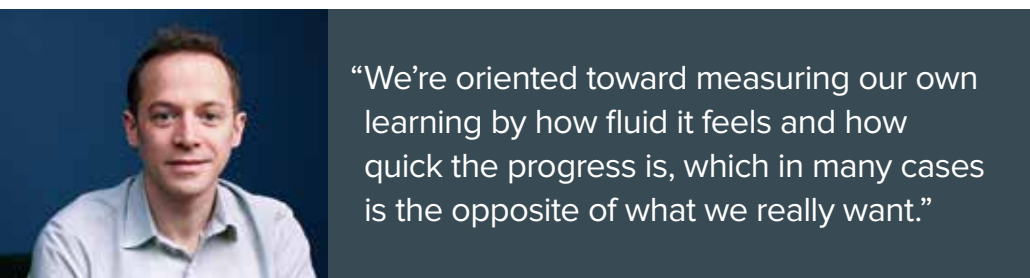 “We’re oriented toward measuring our own
learning by how fluid it feels and how
quick the progress is, which in many cases
is the opposite of what we really want.”